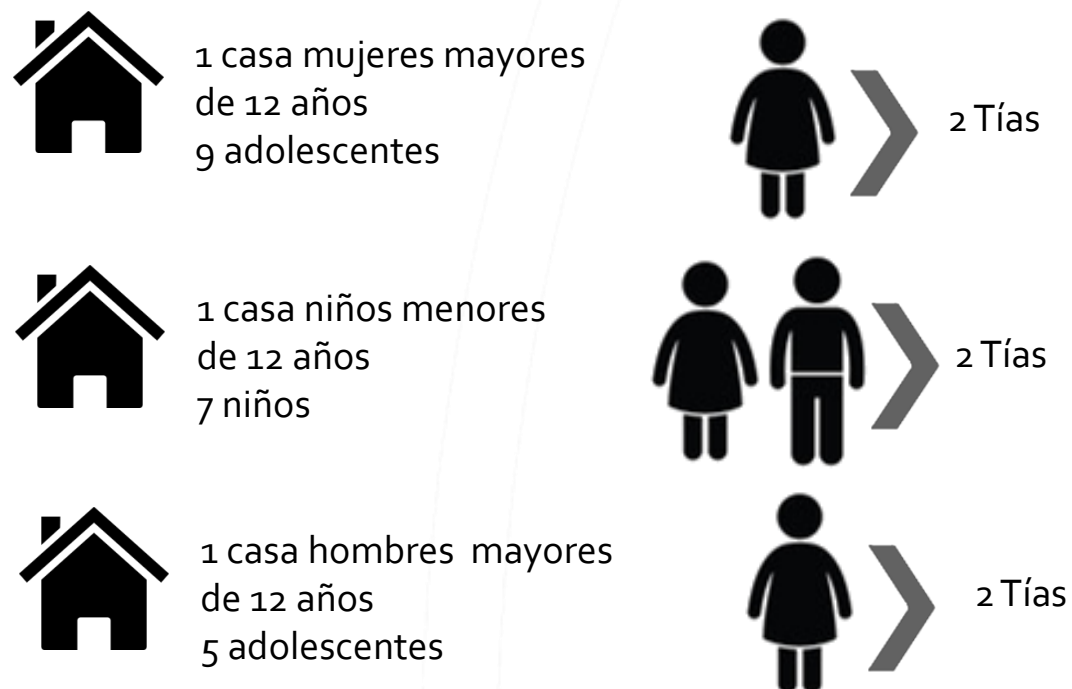 1 casa mujeres mayores
de 12 años
9 adolescentes
2 Tías
1 casa niños menores
de 12 años
7 niños
2 Tías
1 casa hombres mayores
de 12 años
5 adolescentes
2 Tías